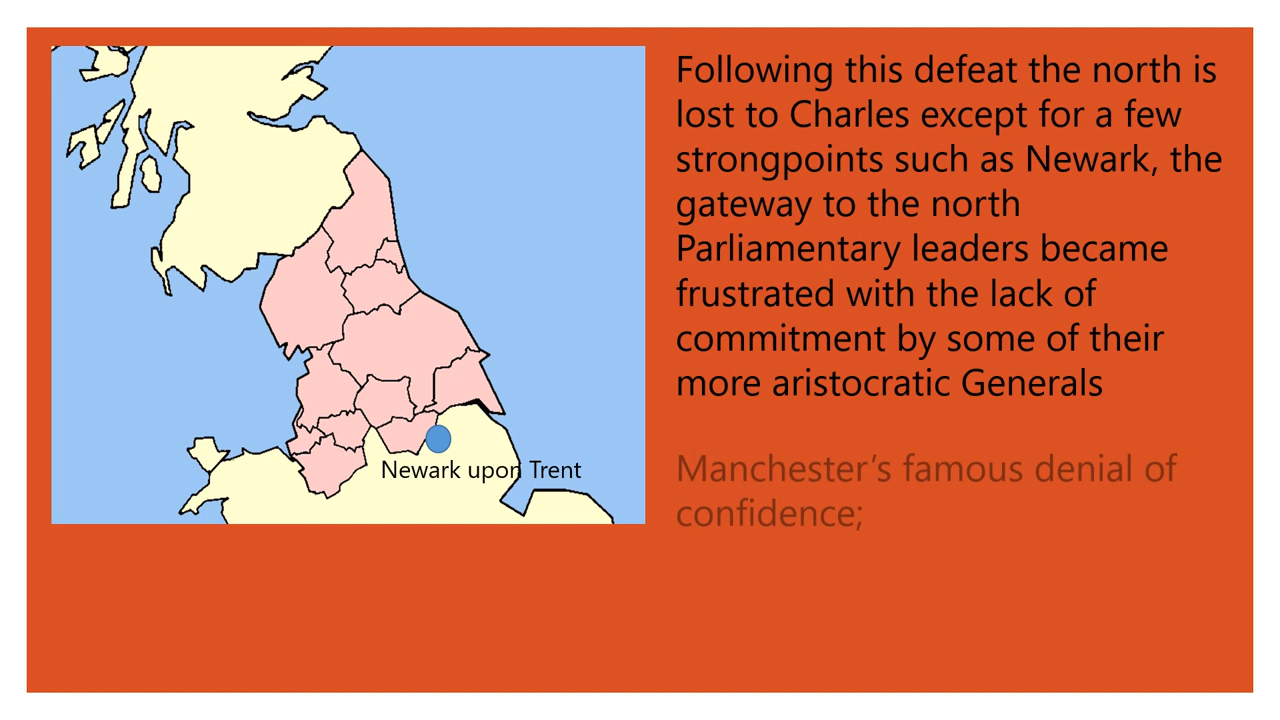 Following this defeat the north is
lost to Charles except for a few
strongpoints such as Newark, the
gateway to the north
Parliamentary leaders became
frustrated with the lack of
commitment by some of their
more aristocratic Generals
Manchester’s famous denial of
confidence;
Newark upon Trent